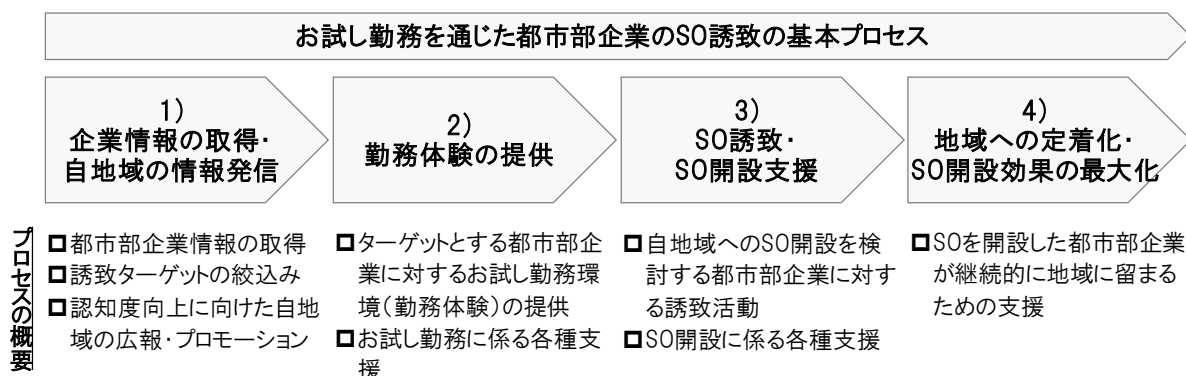 お試し勤務を通じた都市部企業のSO誘致の基本プロセス
1)
企業情報の取得・
自地域の情報発信
2)
勤務体験の提供
3)
SO誘致・
SO開設支援
4)
地域への定着化・
SO開設効果の最大化
プロセスの概要
都市部企業情報の取得
誘致ターゲットの絞込み
認知度向上に向けた自地
域の広報・プロモーション
ターゲットとする都市部企
業に対するお試し勤務環
境(勤務体験)の提供
お試し勤務に係る各種支
援
自地域へのSO開設を検
討する都市部企業に対す
る誘致活動
SO開設に係る各種支援
SOを開設した都市部企業
が継続的に地域に留まる
ための支援